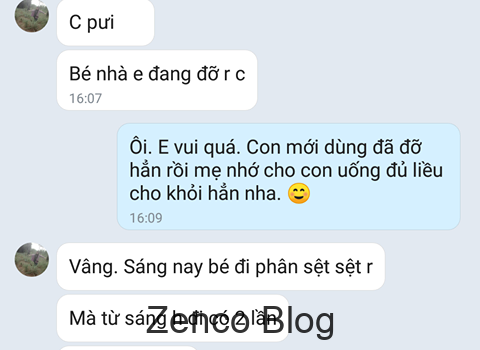 C pưi
Bé nhà e đang đỡ r c
16:07
Ôi. E vui quá. Con mới dùng đã đỡ
hẳn rồi mẹ nhớ cho con uống đủ liều
cho khỏi hẳn nha. 😊
16:09
Vâng. Sáng nay bé đi phân sệt sệt r
Mà từ sáng h đi có 2 lần
Zenco Blog